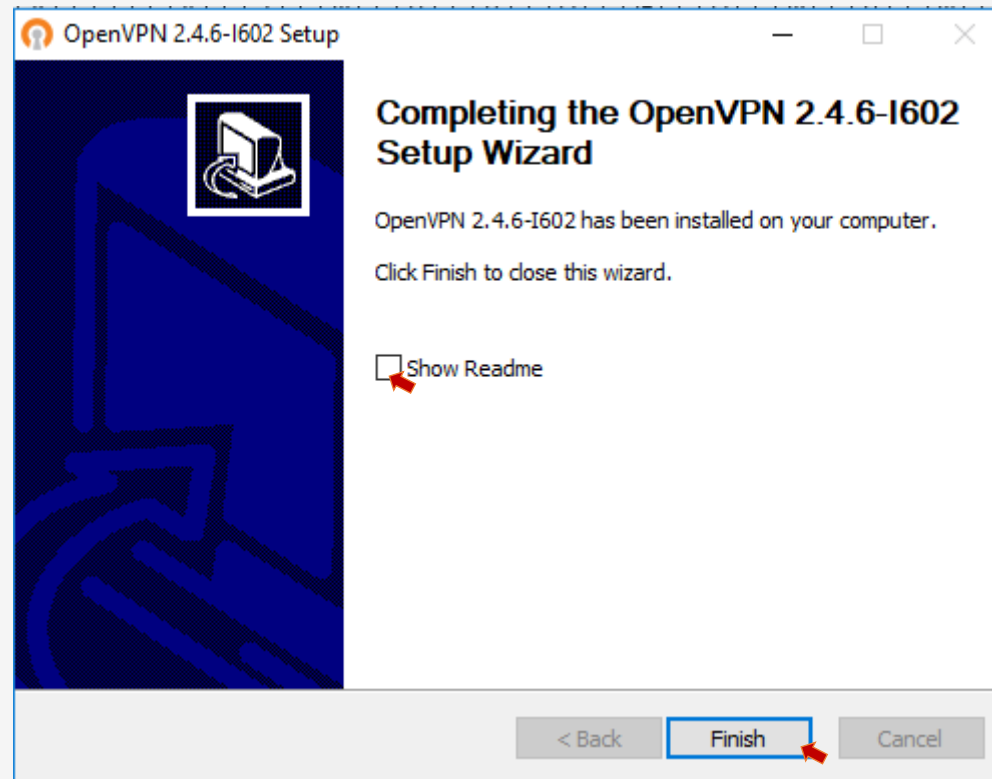 OpenVPN 2.4.6-I602 Setup
Completing the OpenVPN 2.4.6-I602
Setup Wizard
OpenVPN 2.4.6-I602 has been installed on your computer.
Click Finish to close this wizard.
Show Readme
< Back
Finish
Cancel